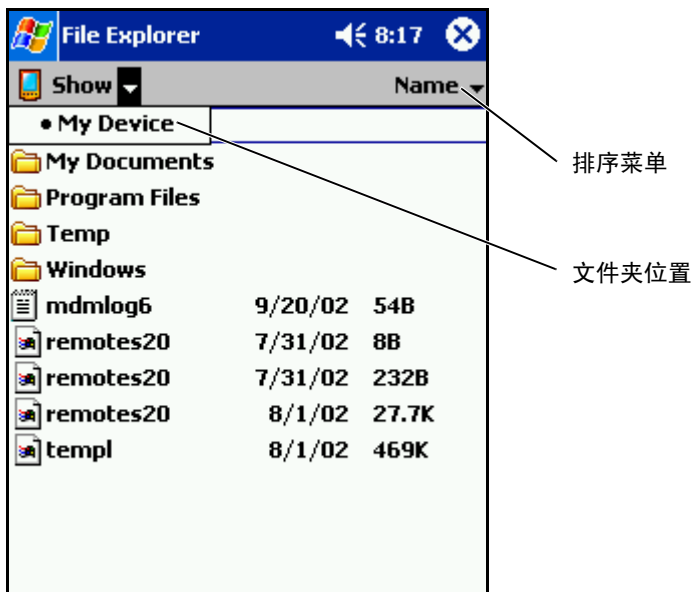 File Explorer 8:17
Show Name
• My Device
My Documents
排序菜单
Program Files
Temp
文件夹位置
Windows
mdmlog6 9/20/02 54B
remotes20 7/31/02 8B
remotes20 7/31/02 232B
remotes20 8/1/02 27.7K
templ 8/1/02 469K